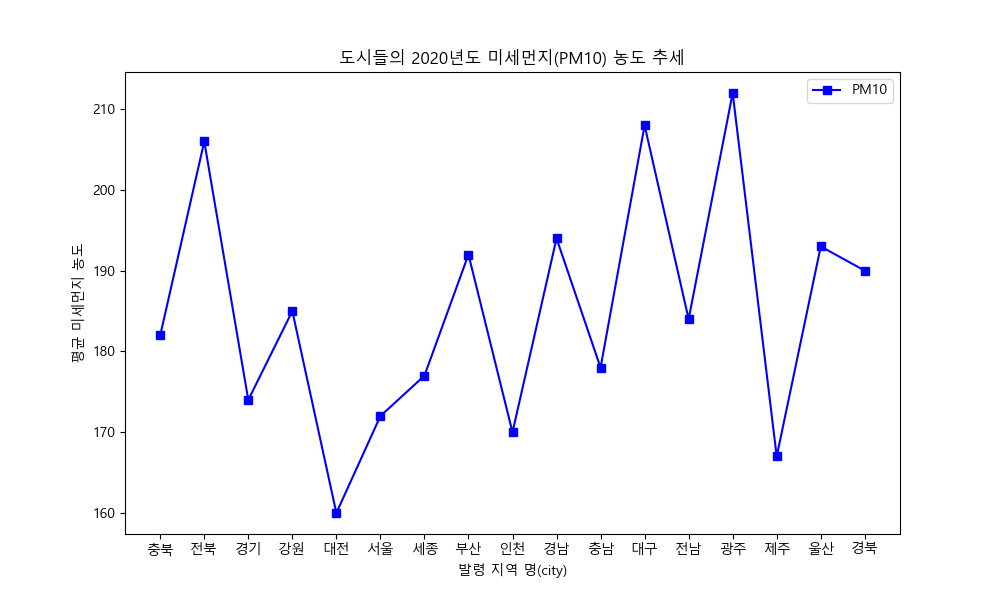 도시들의 2020년도 미세먼지(PM10) 농도 추세
PM10
평균 미세먼지 농도
210
200
190
180
170
160
충북 전북 경기 강원 대전 서울 세종 부산 인천 경남 충남 대구 전남 광주 제주 울산 경북
발령 지역 명(city)